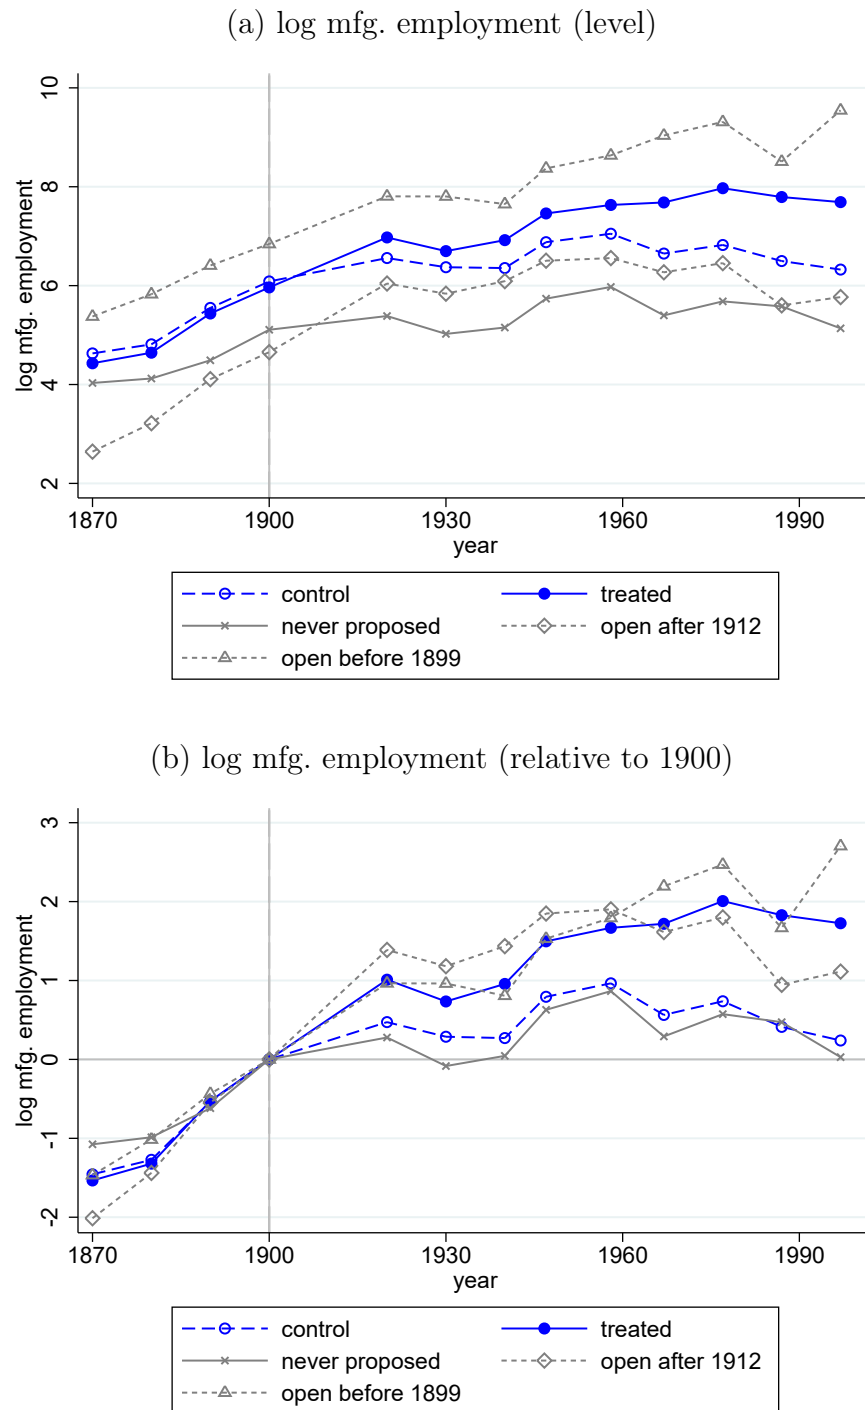 (a) log mfg. employment (level)
log mfg. employment
10
8
6
4
2
1870 1900 1930 1960 1990
year
control treated
never proposed open after 1912
open before 1899
(b) log mfg. employment (relative to 1900)
log mfg. employment
3
2
1
0
-1
-2
1870 1900 1930 1960 1990
year
control treated
never proposed open after 1912
open before 1899